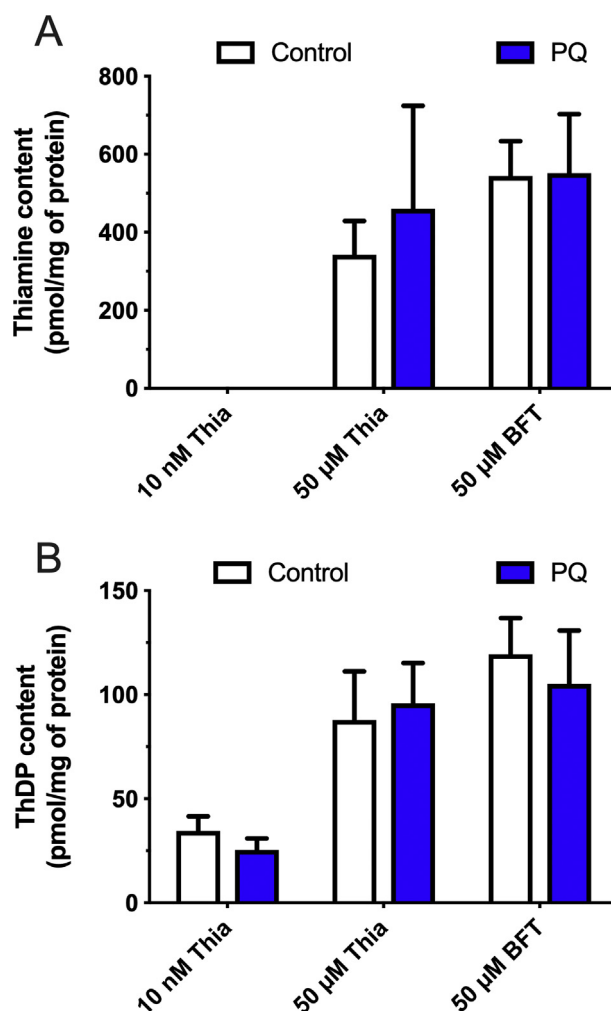 A
Control
PQ
Thiamine content
(pmol/mg of protein)
800
600
400
200
0
10 nM Thia
50 µM Thia
50 µM BFT
B
Control
PQ
ThDP content
(pmol/mg of protein)
150
100
50
0
10 nM Thia
50 µM Thia
50 µM BFT